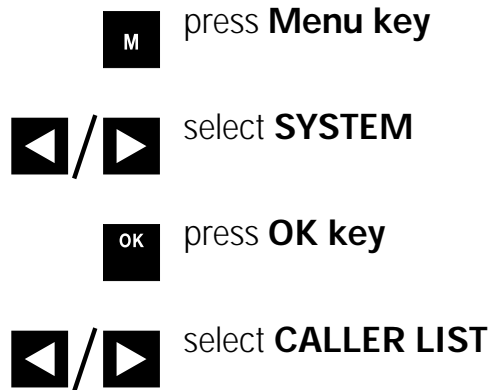 M press Menu key
/ select SYSTEM
OK press OK key
/ select CALLER LIST